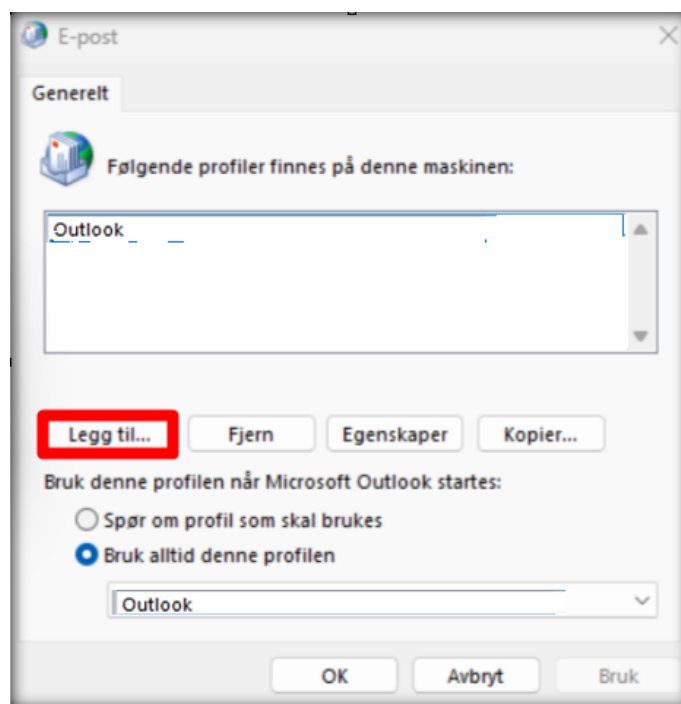 E-post
Generelt
Følgende profiler finnes på denne maskinen:
Outlook
Legg til... Fjern Egenskaper Kopier...
Bruk denne profilen når Microsoft Outlook startes:
Spør om profil som skal brukes
Bruk alltid denne profilen
Outlook
OK Avbryt Bruk